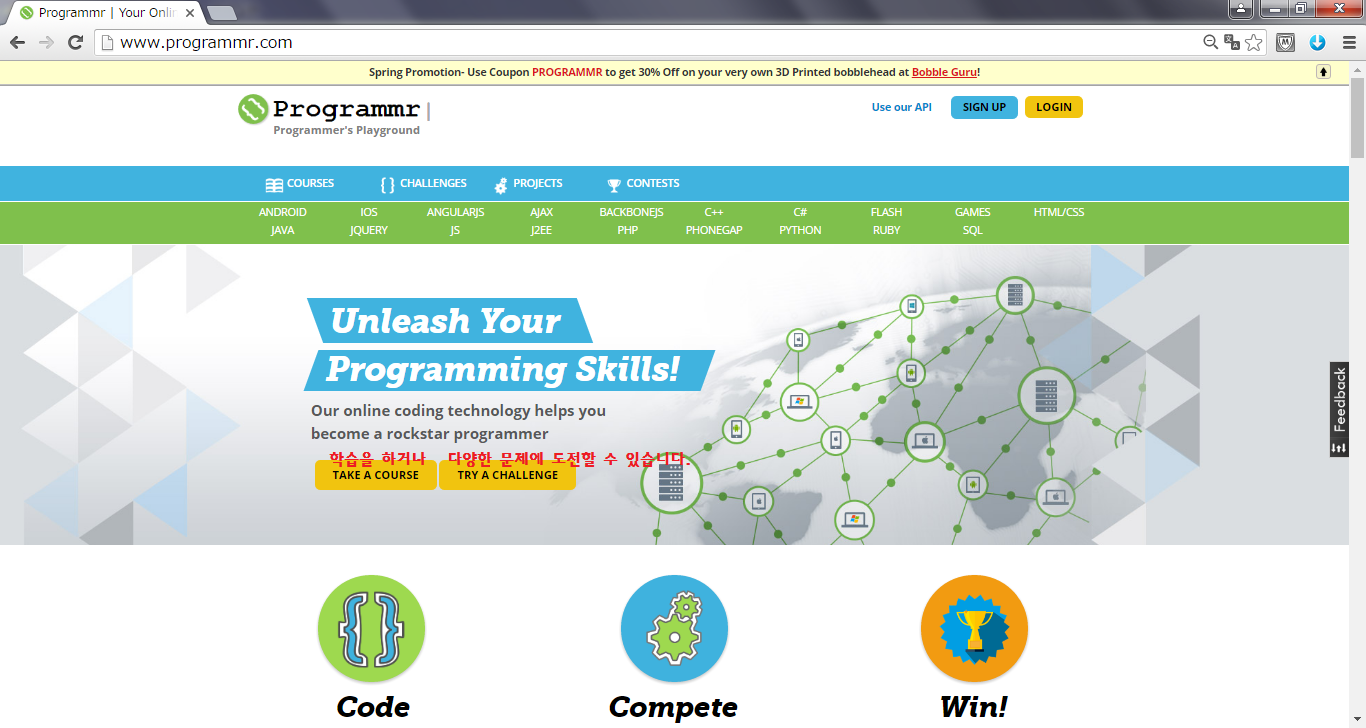 Programmr | Your Onlin
www.programmr.com
Spring Promotion- Use Coupon PROGRAMMR to get 30% Off on your very own 3D Printed bobblehead at Bobble Guru!
Programmr
Programmer's Playground
Use our API SIGN UP LOGIN
COURSES { } CHALLENGES PROJECTS CONTESTS
ANDROID IOS ANGULARJS AJAX BACKBONEJS C++ C# FLASH GAMES HTML/CSS
JAVA JQUERY JS J2EE PHP PHONEGAP PYTHON RUBY SQL
Unleash Your
Programming Skills!
Our online coding technology helps you
become a rockstar programmer
학습을 하거나 다양한 문제에 도전할 수 있습니다.
TAKE A COURSE TRY A CHALLENGE
Feedback
Code Compete Win!